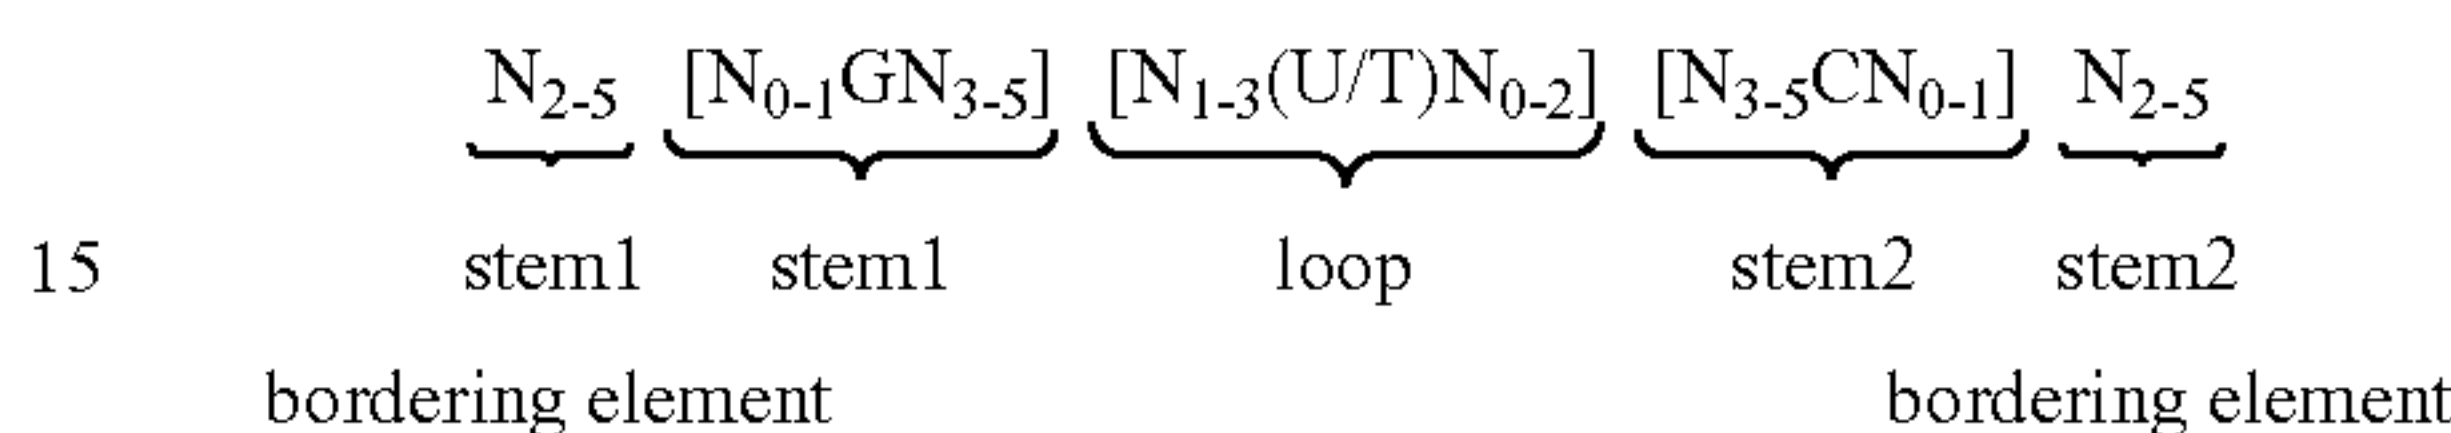 N2-5 [N0-1GN3-5] [N1-3(U/T)N0-2] [N3-5CN0-1] N2-5
15 stem1 stem1 loop stem2 stem2
bordering element bordering element